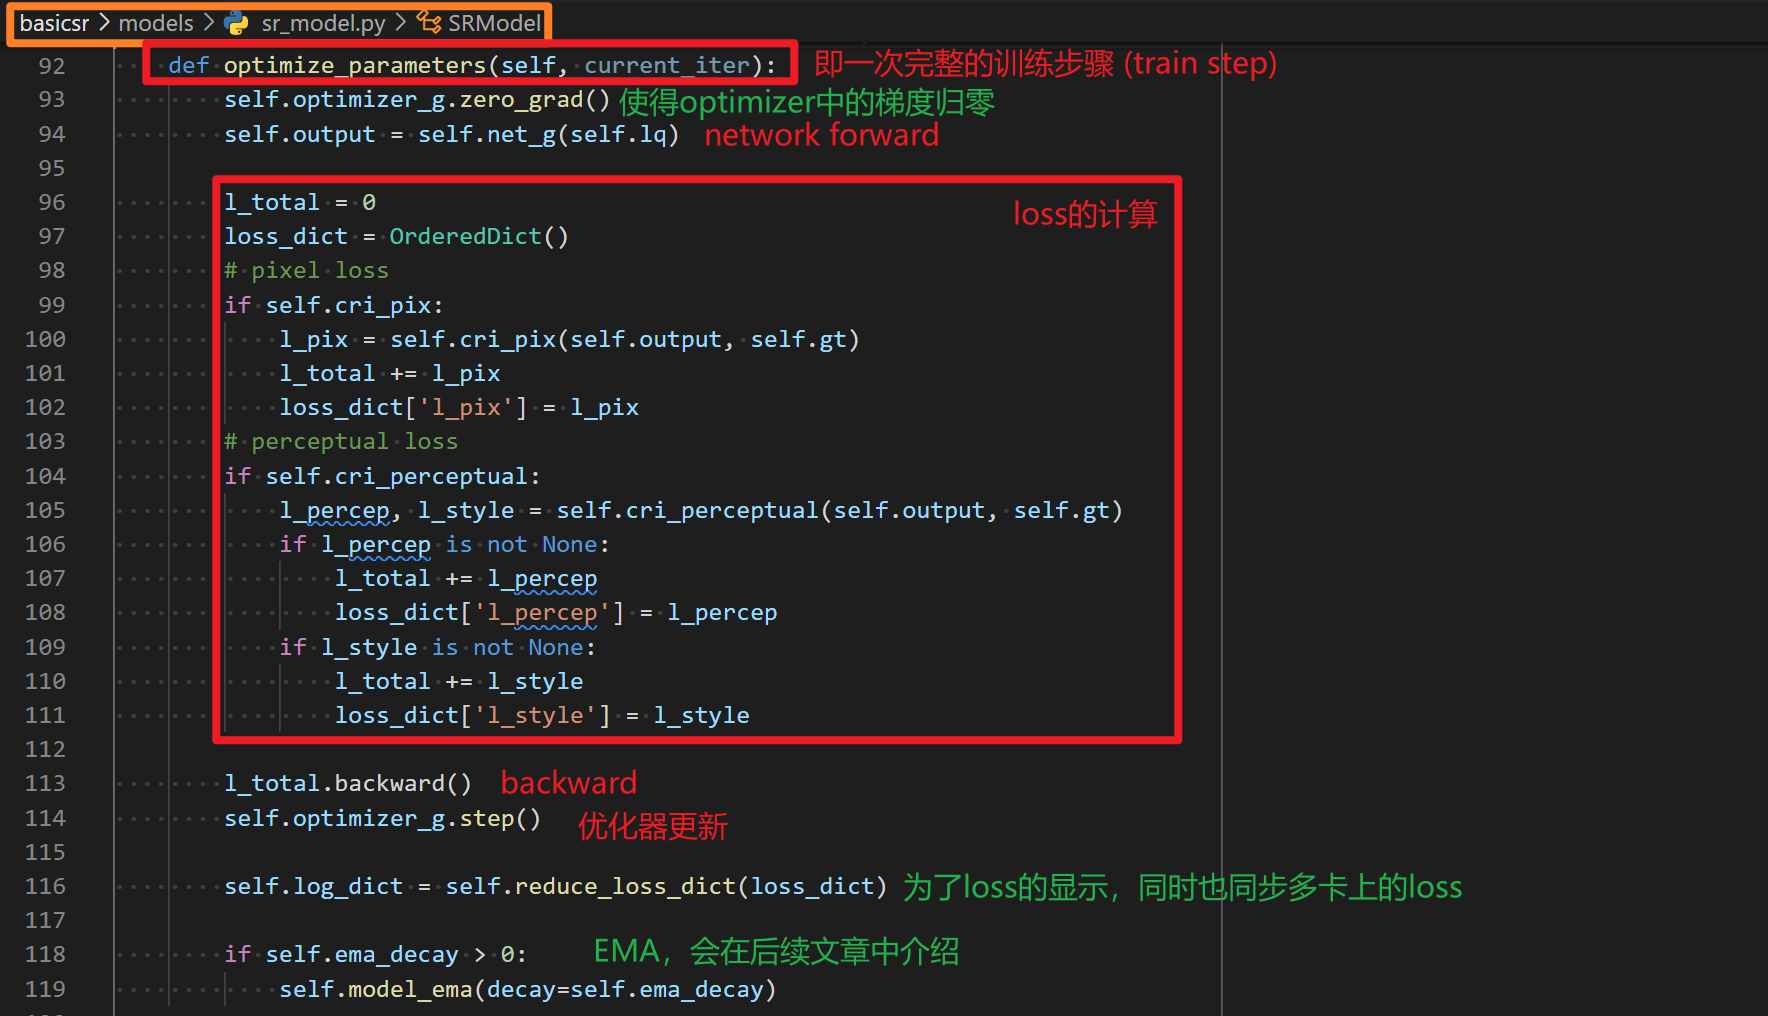 basicsr > models > sr_model.py > SRModel
92 def optimize_parameters(self, current_iter): 即一次完整的训练步骤 (train step)
93 self.optimizer_g.zero_grad() 使得optimizer中的梯度归零
94 self.output = self.net_g(self.lq) network forward
95
96 l_total = 0 loss的计算
97 loss_dict = OrderedDict()
98 # pixel loss
99 if self.cri_pix:
100 l_pix = self.cri_pix(self.output, self.gt)
101 l_total += l_pix
102 loss_dict['l_pix'] = l_pix
103 # perceptual loss
104 if self.cri_perceptual:
105 l_percep, l_style = self.cri_perceptual(self.output, self.gt)
106 if l_percep is not None:
107 l_total += l_percep
108 loss_dict['l_percep'] = l_percep
109 if l_style is not None:
110 l_total += l_style
111 loss_dict['l_style'] = l_style
112
113 l_total.backward() backward
114 self.optimizer_g.step() 优化器更新
115
116 self.log_dict = self.reduce_loss_dict(loss_dict) 为了loss的显示，同时也同步多卡上的loss
117
118 if self.ema_decay > 0: EMA，会在后续文章中介绍
119 self.model_ema(decay=self.ema_decay)